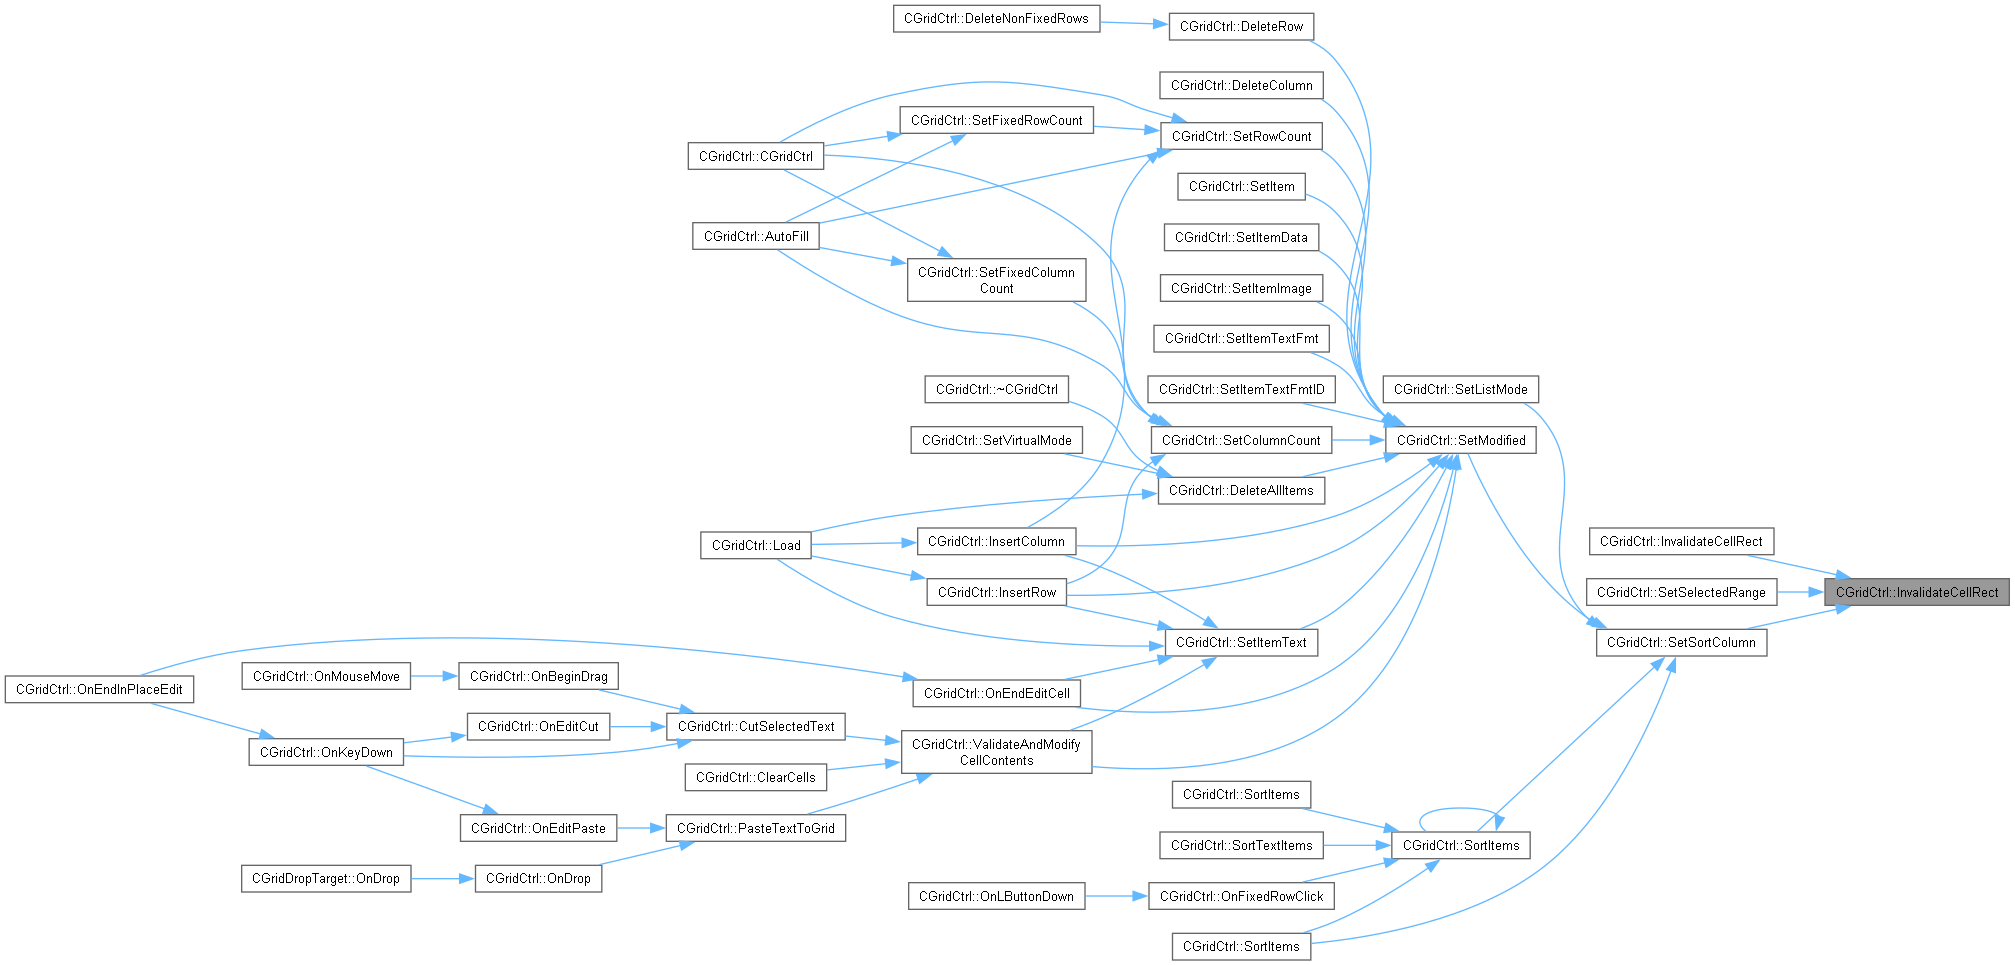 CGridCtrl::DeleteNonFixedRows
CGridCtrl::DeleteRow
CGridCtrl::DeleteColumn
CGridCtrl::SetFixedRowCount
CGridCtrl::SetRowCount
CGridCtrl::CGridCtrl
CGridCtrl::SetItem
CGridCtrl::AutoFill
CGridCtrl::SetItemData
CGridCtrl::SetFixedColumn
Count
CGridCtrl::SetItemImage
CGridCtrl::SetItemTextFmt
CGridCtrl::~CGridCtrl
CGridCtrl::SetItemTextFmtID
CGridCtrl::SetListMode
CGridCtrl::SetVirtualMode
CGridCtrl::SetColumnCount
CGridCtrl::SetModified
CGridCtrl::DeleteAllItems
CGridCtrl::Load
CGridCtrl::InsertColumn
CGridCtrl::InvalidateCellRect
CGridCtrl::InsertRow
CGridCtrl::SetSelectedRange
CGridCtrl::InvalidateCellRect
CGridCtrl::SetItemText
CGridCtrl::SetSortColumn
CGridCtrl::OnEndInPlaceEdit
CGridCtrl::OnMouseMove
CGridCtrl::OnBeginDrag
CGridCtrl::OnEndEditCell
CGridCtrl::OnEditCut
CGridCtrl::CutSelectedText
CGridCtrl::OnKeyDown
CGridCtrl::ValidateAndModify
CellContents
CGridCtrl::ClearCells
CGridCtrl::SortItems
CGridCtrl::OnEditPaste
CGridCtrl::PasteTextToGrid
CGridCtrl::SortTextItems
CGridCtrl::SortItems
CGridDropTarget::OnDrop
CGridCtrl::OnDrop
CGridCtrl::OnLButtonDown
CGridCtrl::OnFixedRowClick
CGridCtrl::SortItems